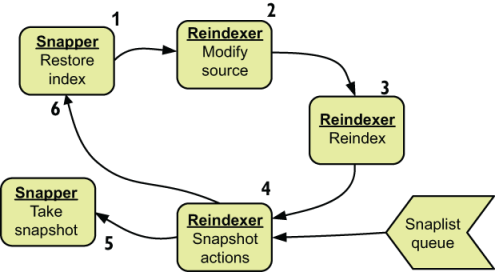 1
Snapper
Restore
index
2
Reindexer
Modify
source
3
Reindexer
Reindex
4
Reindexer
Snapshot
actions
5
Snapper
Take
snapshot
6
Snaplist
queue